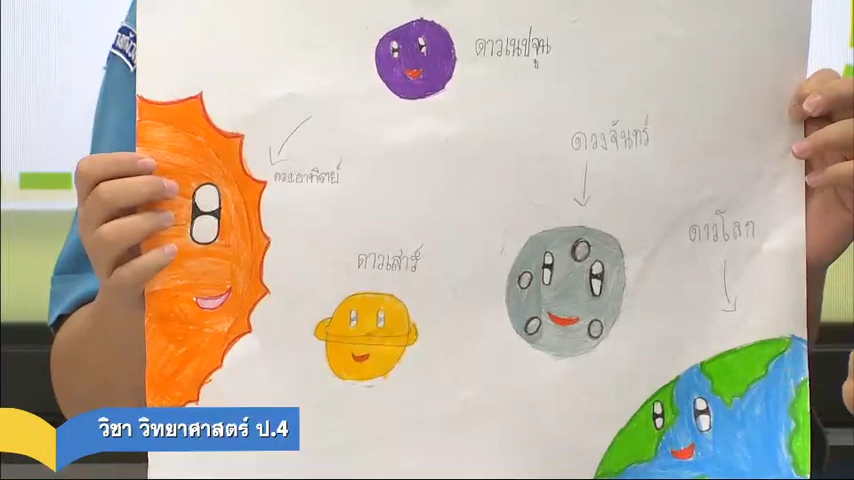 ดาวเนปจูน
ดวงอาทิตย์
ดวงจันทร์
ดาวเสาร์
ดาวโลก
วิชา วิทยาศาสตร์ ป.4